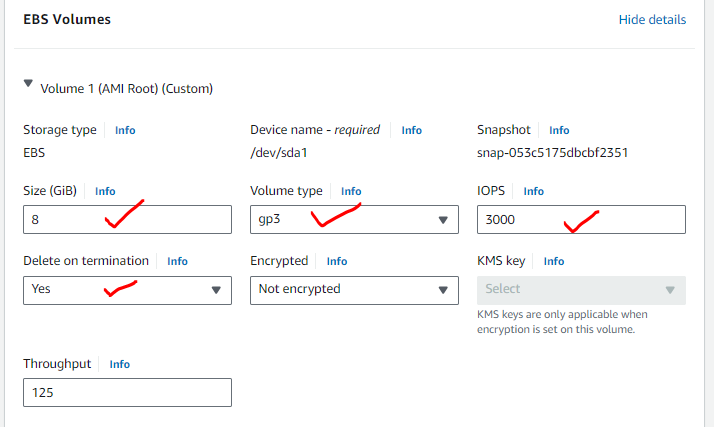 EBS Volumes Hide details
Volume 1 (AMI Root) (Custom)
Storage type Info Device name - required Info Snapshot Info
EBS /dev/sda1 snap-053c5175dbcbf2351
Size (GiB) Info Volume type Info IOPS Info
8 gp3 3000
Delete on termination Info Encrypted Info KMS key Info
Yes Not encrypted Select
KMS keys are only applicable when
encryption is set on this volume.
Throughput Info
125